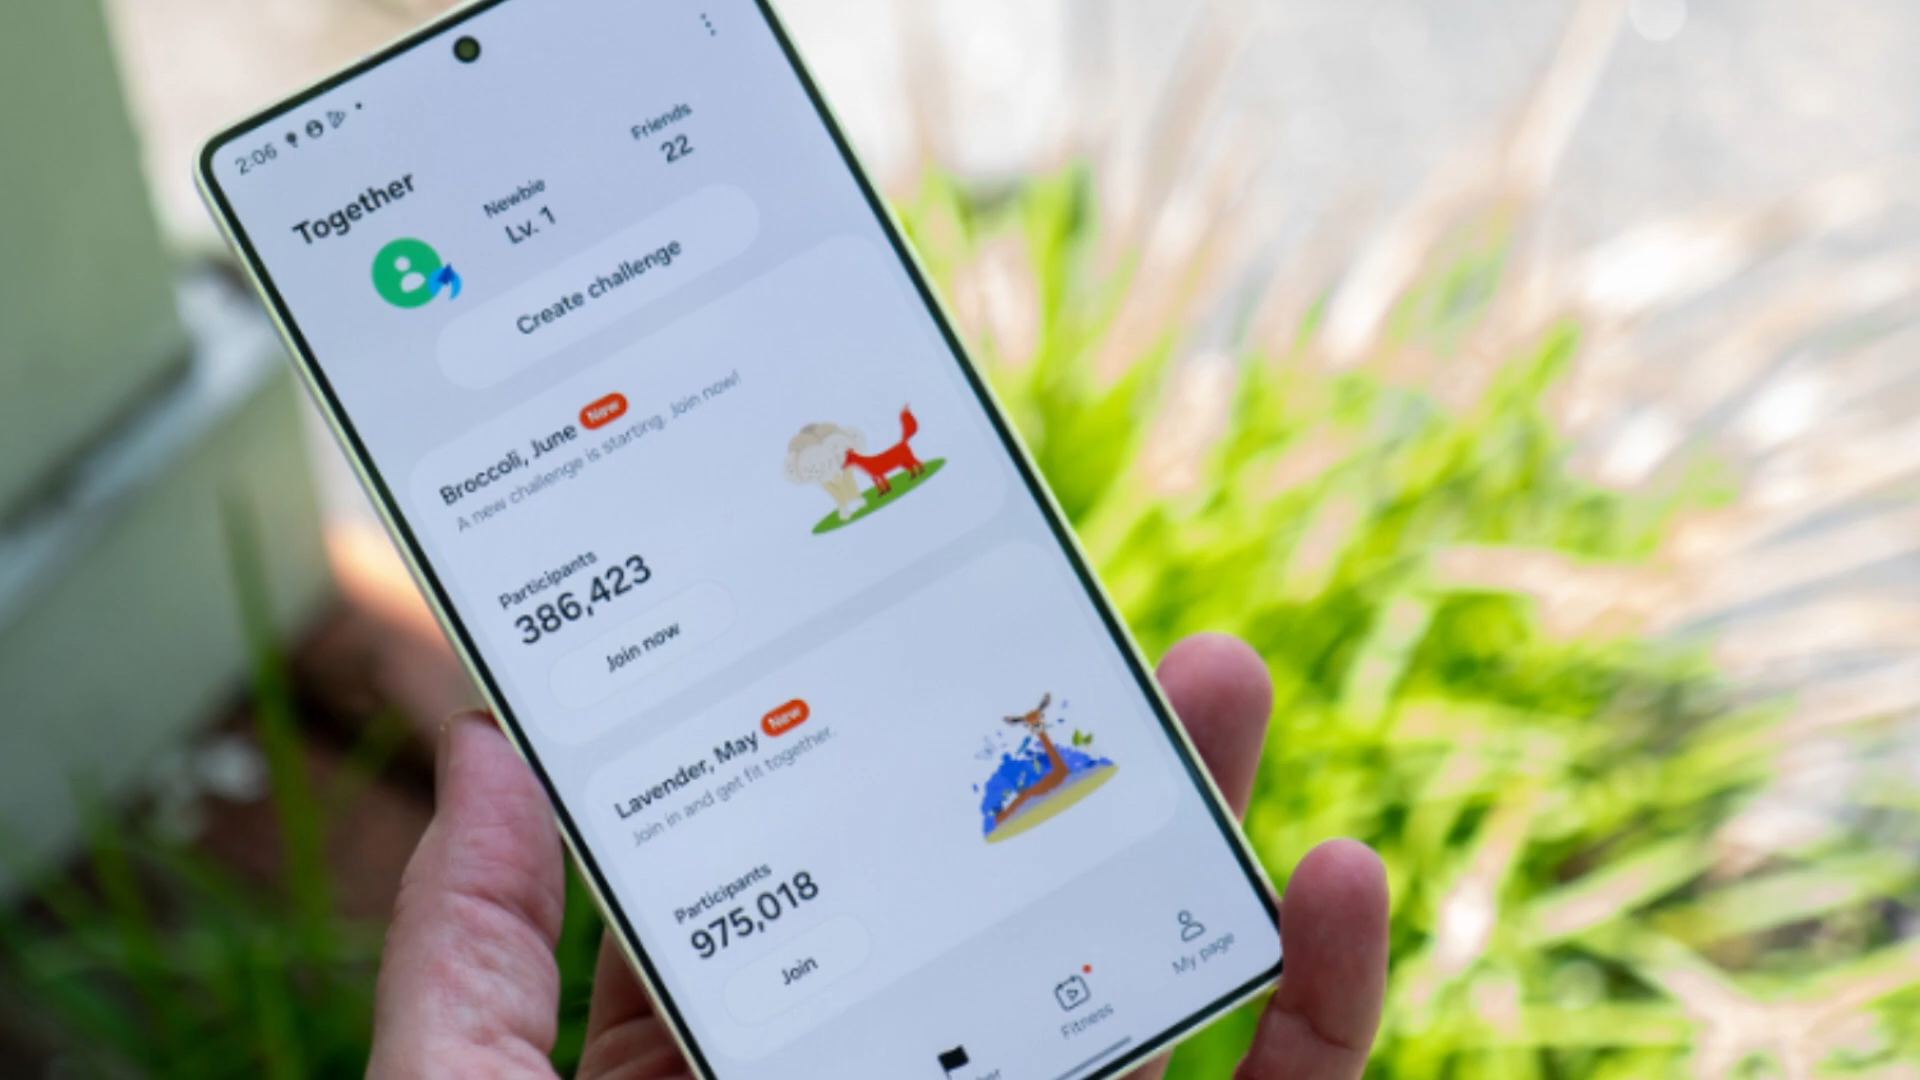 2:06
Together
Newbie
Lv. 1
Friends
22
Create challenge
Broccoli, June New
A new challenge is starting. Join now!
Participants
386,423
Join now
Lavender, May New
Join in and get fit together.
Participants
975,018
Join
Fitness
My page